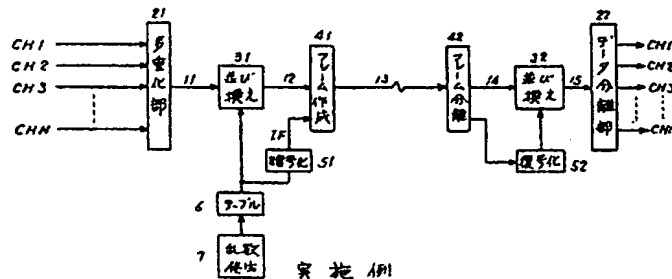 21
CH1
CH2
CH3
CHN
多重化部
11
31
並び換え
12
41
フレーム作成
13
42
フレーム分離
14
32
並び換え
15
22
データ分離部
CH1
CH2
CH3
CHN
IF
暗号化
51
復号化
52
6
テーブル
7
乱数
実施例